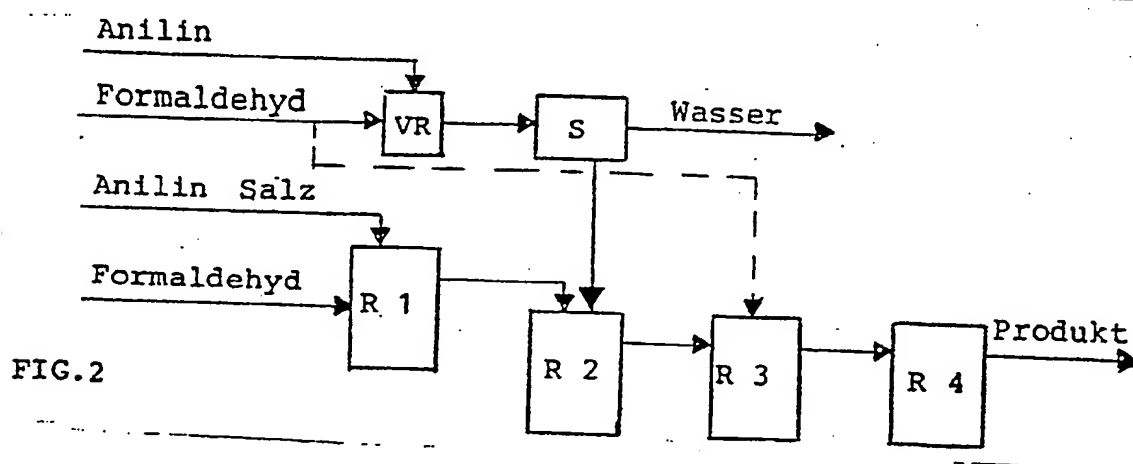 Anilin
Formaldehyd
VR
S
Wasser
Anilin Salz
Formaldehyd
R 1
R 2
R 3
R 4
Produkt
FIG.2